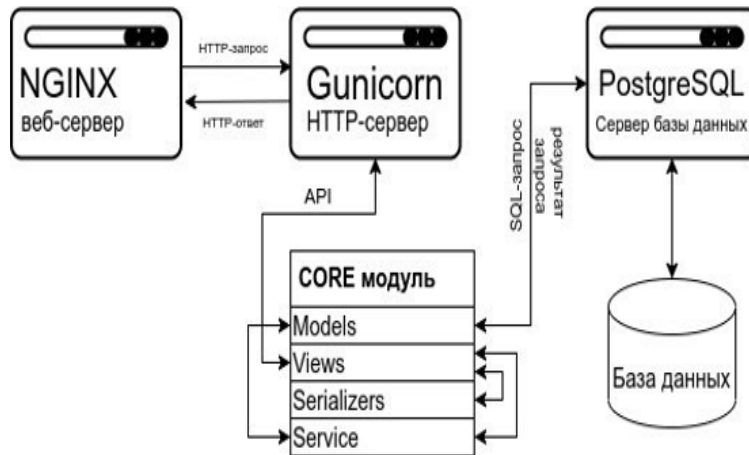 NGINX
веб-сервер
HTTP-запрос
HTTP-ответ
Gunicorn
HTTP-сервер
PostgreSQL
Сервер базы данных
API
SQL-запрос
результат
запроса
CORE модуль
Models
Views
Serializers
Service
База данных